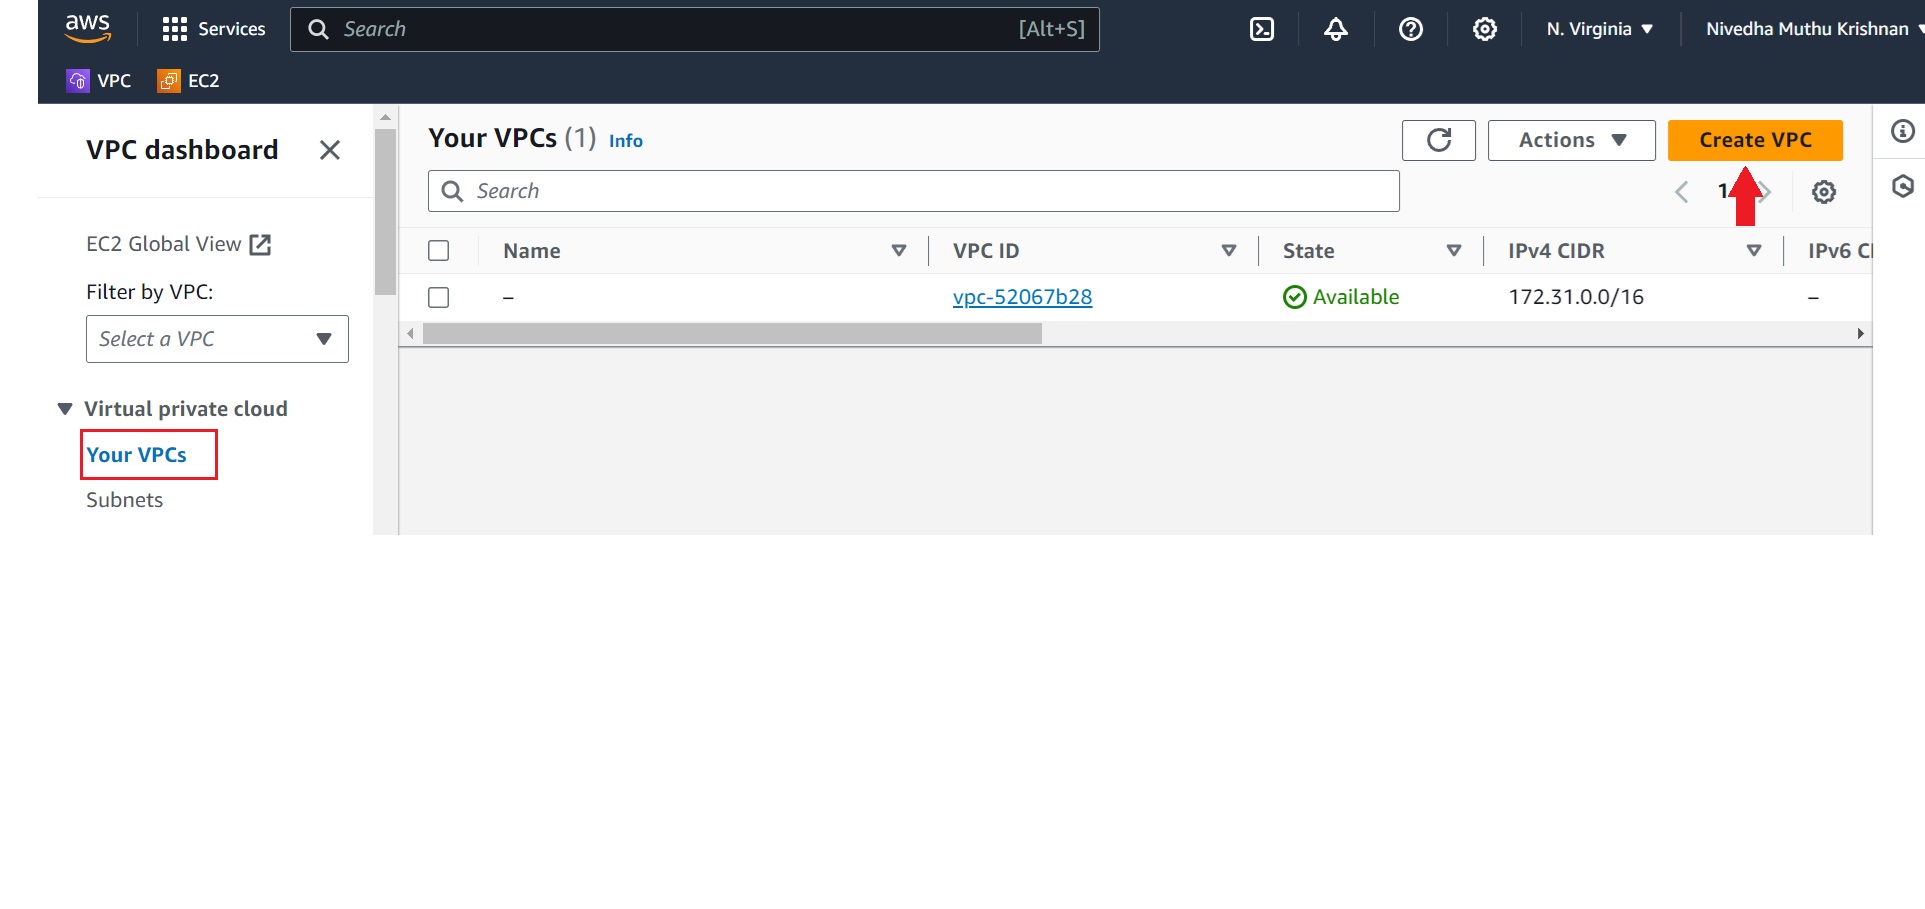 aws Services Search [Alt+S] N. Virginia Nivedha Muthu Krishnan
VPC EC2
VPC dashboard
EC2 Global View
Filter by VPC:
Select a VPC
Virtual private cloud
Your VPCs
Subnets
Your VPCs (1) Info
Actions
Create VPC
Search
1
Name VPC ID State IPv4 CIDR IPv6 CI
– vpc-52067b28 Available 172.31.0.0/16 –